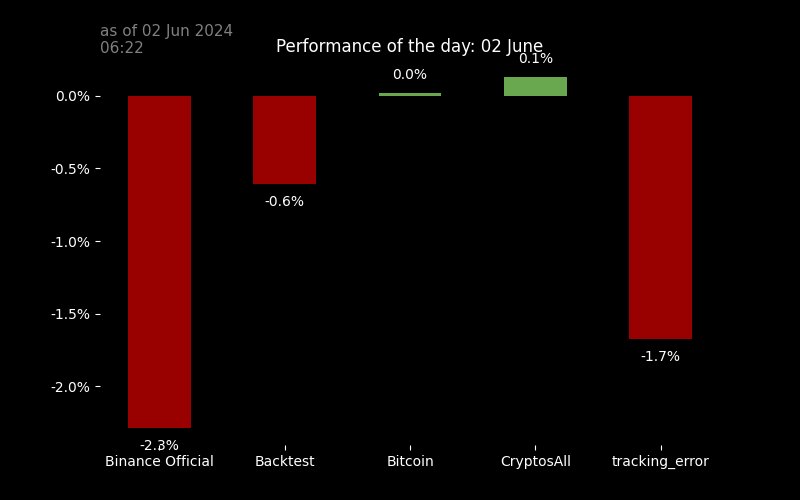 as of 02 Jun 2024
06:22
Performance of the day: 02 June
0.0%
-0.5%
-1.0%
-1.5%
-2.0%
-2.3%
-0.6%
0.0%
0.1%
-1.7%
Binance Official
Backtest
Bitcoin
CryptosAll
tracking_error